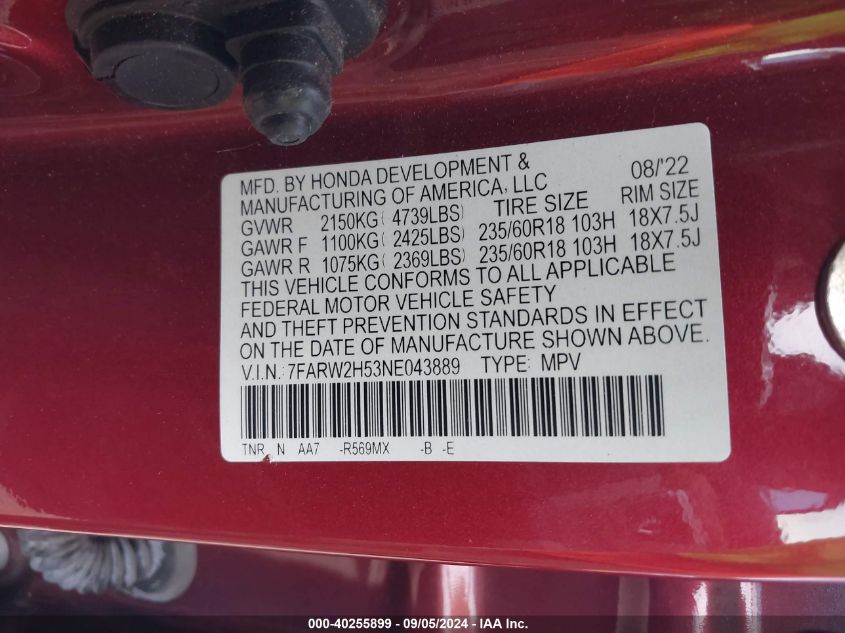 MFD. BY HONDA DEVELOPMENT & 08/'22
MANUFACTURING OF AMERICA, LLC
TIRE SIZE RIM SIZE
GVWR 2150KG( 4739LBS)
GAWR F 1100KG( 2425LBS) 235/60R18 103H 18X7.5J
GAWR R 1075KG( 2369LBS) 235/60R18 103H 18X7.5J
THIS VEHICLE CONFORMS TO ALL APPLICABLE
FEDERAL MOTOR VEHICLE SAFETY
AND THEFT PREVENTION STANDARDS IN EFFECT
ON THE DATE OF MANUFACTURE SHOWN ABOVE.
V.I.N.: 7FARW2H53NE043889 TYPE: MPV
TNR N AA7 -R569MX -B -E
000-40255899 - 09/05/2024 - IAA Inc.